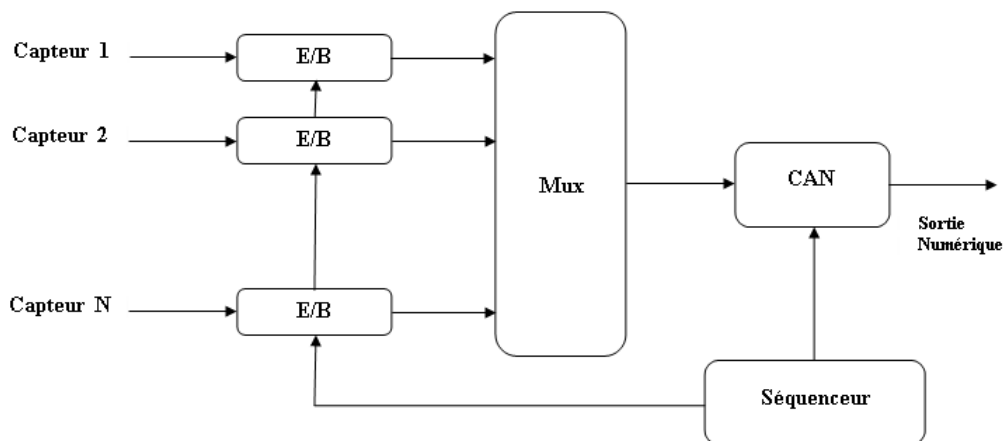 Capteur 1
E/B
Capteur 2
E/B
Mux
CAN
Sortie
Numérique
Capteur N
E/B
Séquenceur